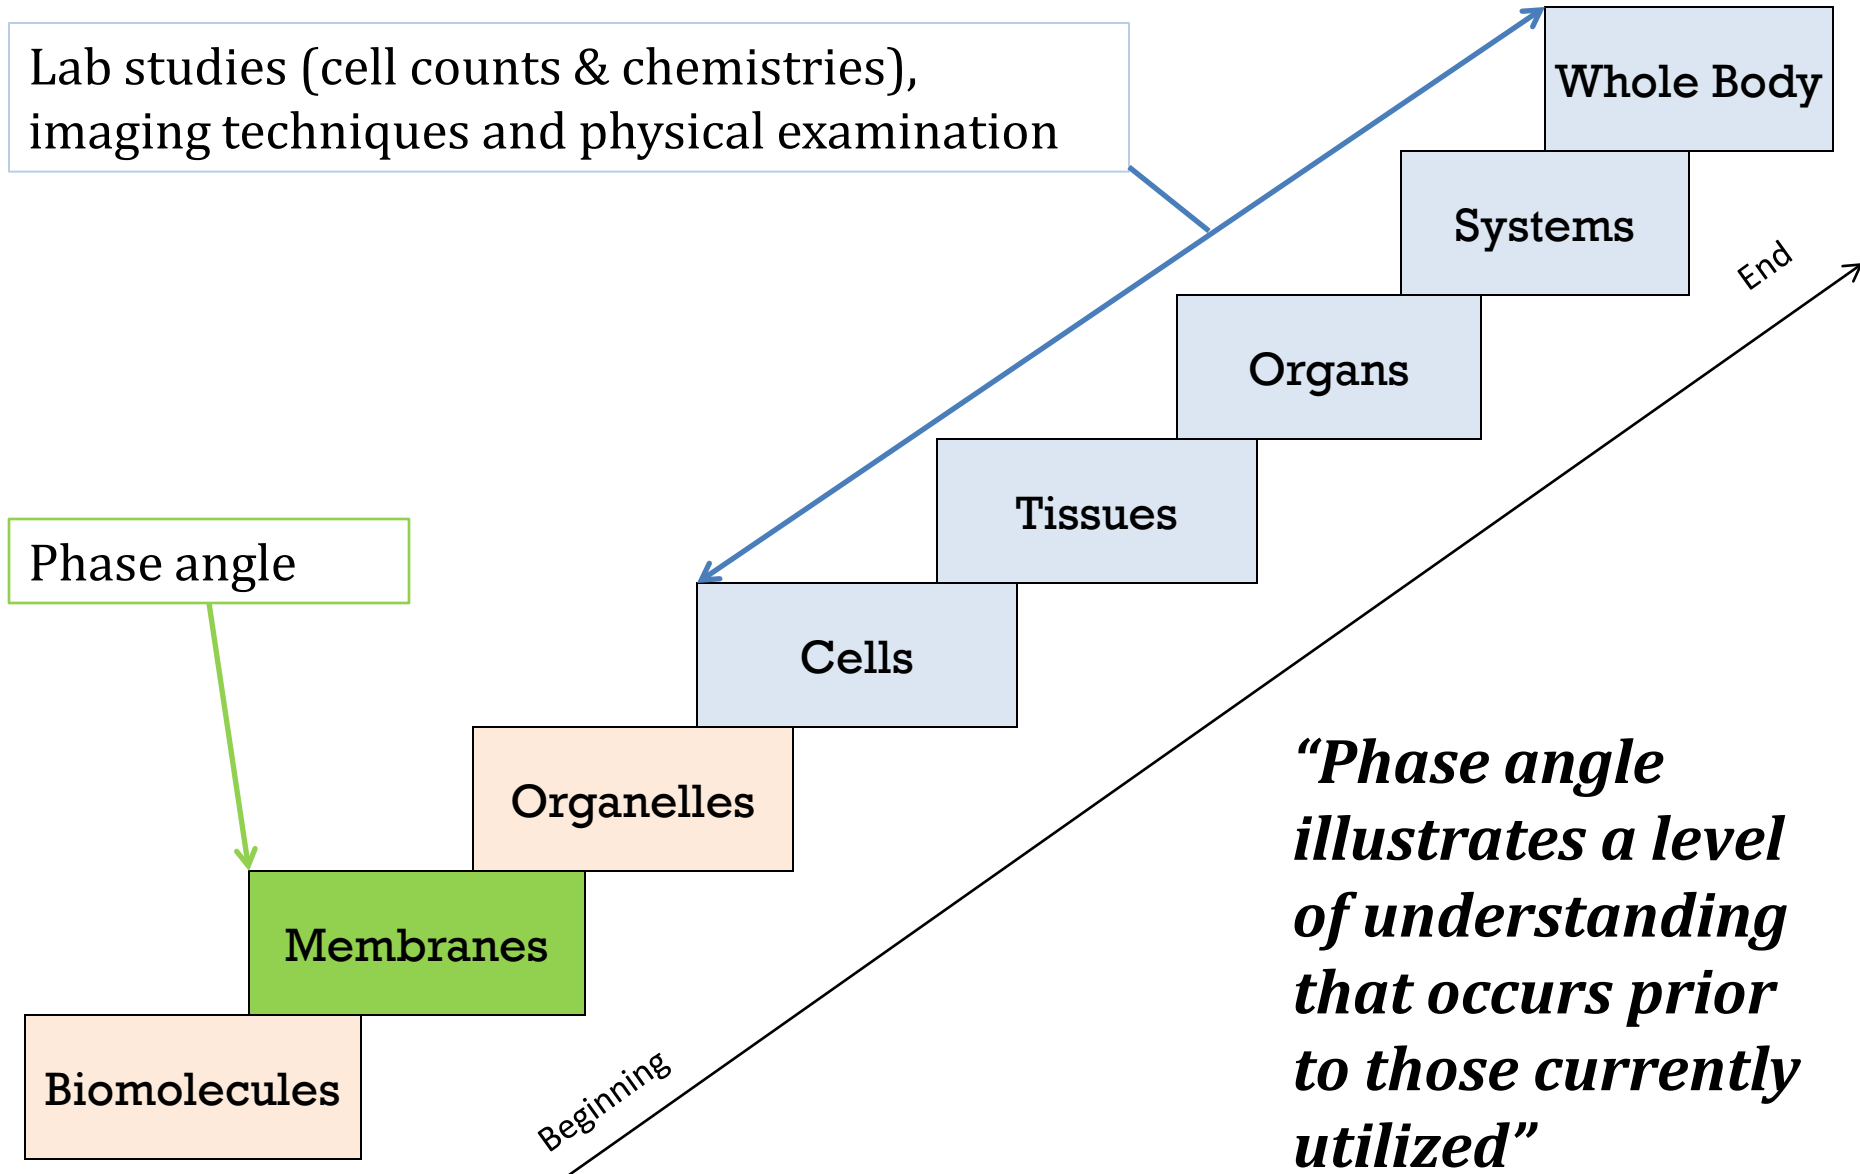 Lab studies (cell counts & chemistries),
imaging techniques and physical examination
Whole Body
Systems
End
Organs
Tissues
Phase angle
Cells
Organelles
Membranes
Biomolecules
Beginning
“Phase angle
illustrates a level
of understanding
that occurs prior
to those currently
utilized”